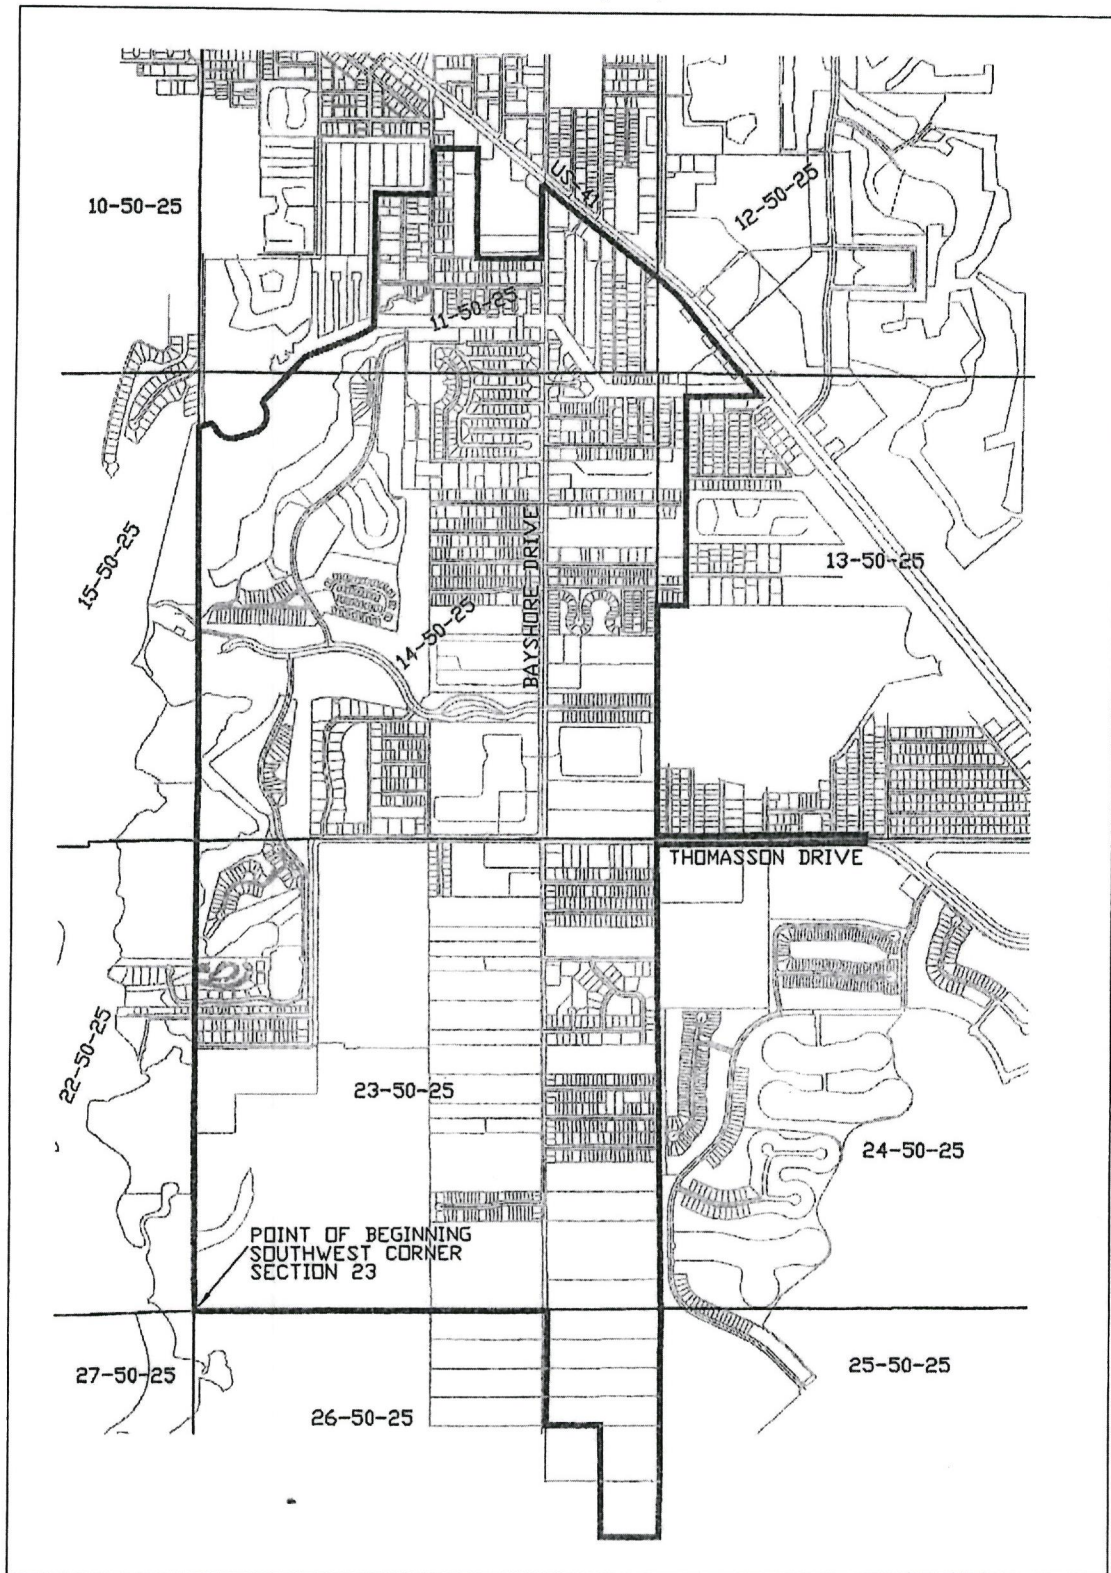 US-41
10-50-25
12-50-25
11-50-25
15-50-25
BAYSHORE DRIVE
13-50-25
14-50-25
THOMASSON DRIVE
22-50-25
23-50-25
24-50-25
POINT OF BEGINNING
SOUTHWEST CORNER
SECTION 23
27-50-25
25-50-25
26-50-25